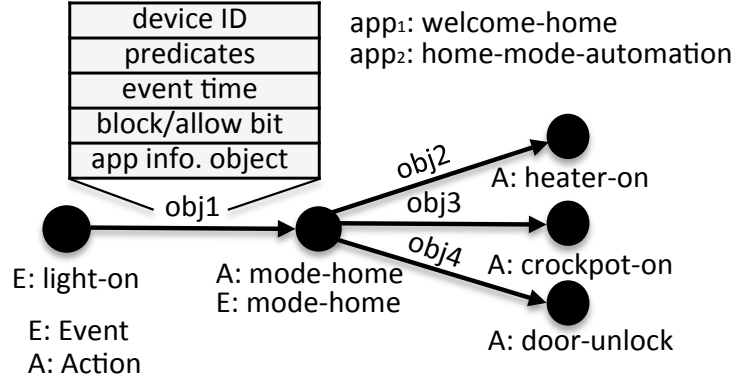 device ID
predicates
event time
block/allow bit
app info. object
app1: welcome-home
app2: home-mode-automation
obj1
obj2
obj3
obj4
E: light-on
A: mode-home
E: mode-home
A: heater-on
A: crockpot-on
A: door-unlock
E: Event
A: Action